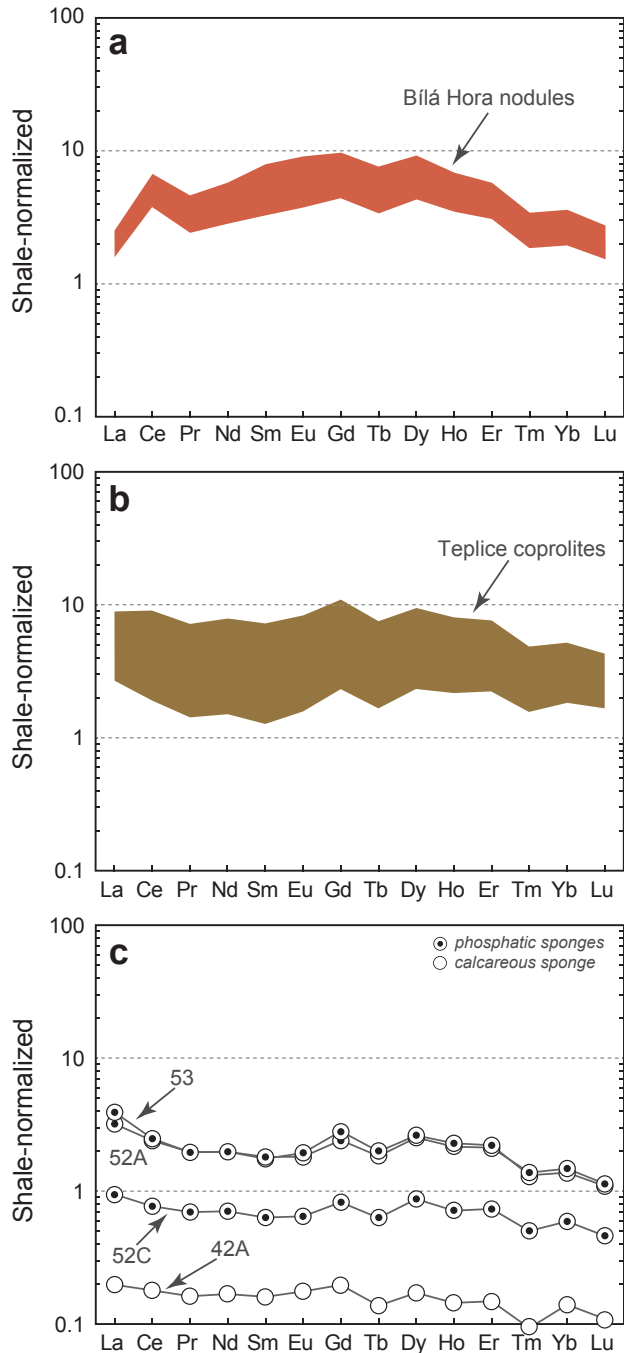 a
100
10
1
0.1
Shale-normalized
Bílá Hora nodules
La Ce Pr Nd Sm Eu Gd Tb Dy Ho Er Tm Yb Lu
b
100
10
1
0.1
Shale-normalized
Teplice coprolites
La Ce Pr Nd Sm Eu Gd Tb Dy Ho Er Tm Yb Lu
c
100
10
1
0.1
Shale-normalized
phosphatic sponges
calcareous sponge
53
52A
52C
42A
La Ce Pr Nd Sm Eu Gd Tb Dy Ho Er Tm Yb Lu